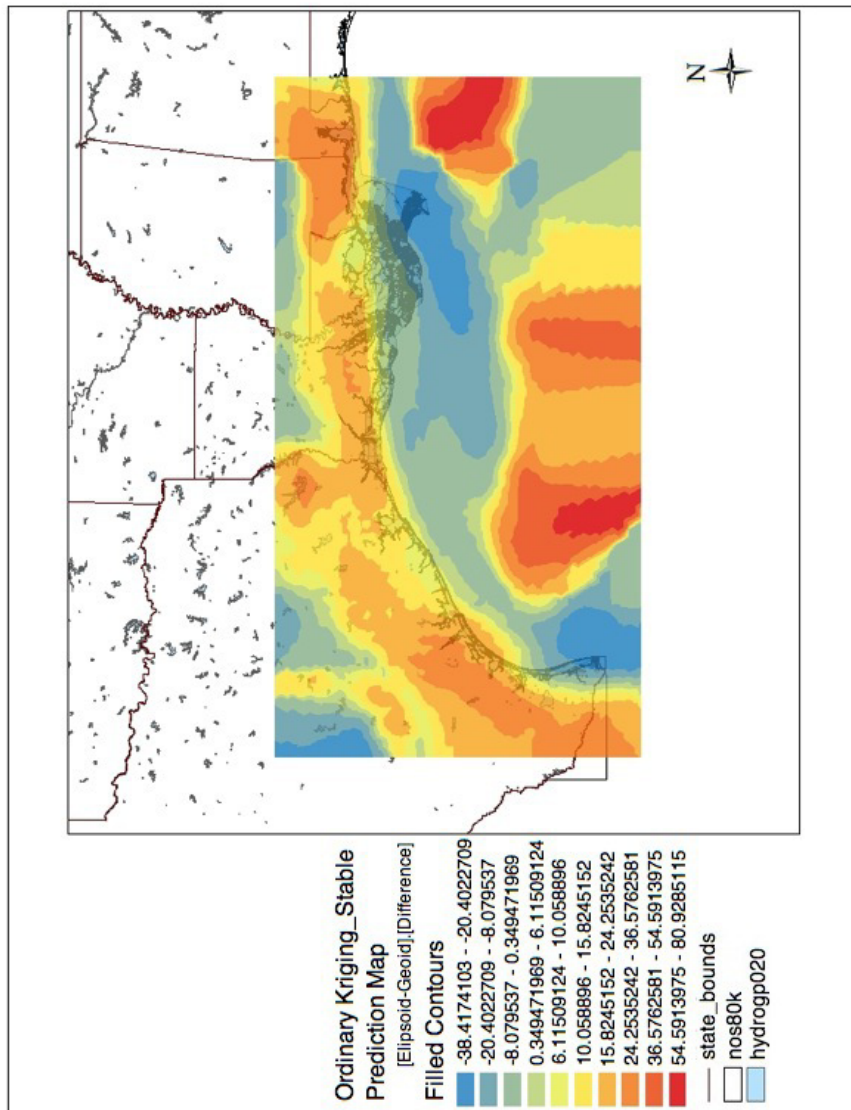 N
Ordinary Kriging_Stable
Prediction Map
[Elipsoid-Geoid].[Difference]
Filled Contours
-38.4174103 - -20.4022709
-20.4022709 - -8.079537
-8.079537 - 0.349471969
0.349471969 - 6.11509124
6.11509124 - 10.058896
10.058896 - 15.8245152
15.8245152 - 24.2535242
24.2535242 - 36.5762581
36.5762581 - 54.5913975
54.5913975 - 80.9285115
state_bounds
nos80k
hydrogp020